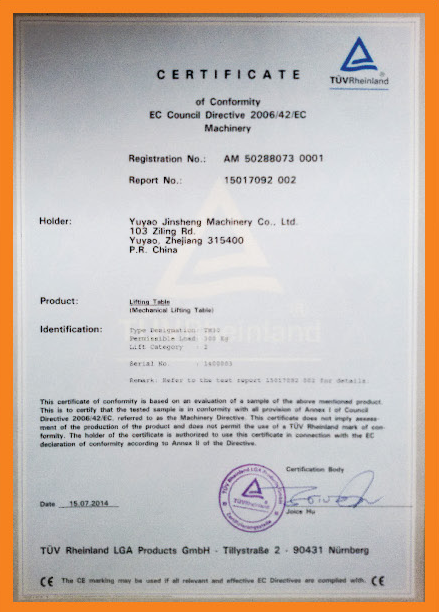 TÜVRheinland
CERTIFICATE
of Conformity
EC Council Directive 2006/42/EC
Machinery
Registration No.: AM 50288073 0001
Report No.: 15017092 002
Holder: Yuyao Jinsheng Machinery Co., Ltd.
103 Ziling Rd.
Yuyao, Zhejiang 315400
P.R. China
Product: Lifting Table
(Mechanical Lifting Table)
Identification: Type Designation :
Permissible Load: Kg
Lift Category : 2
Serial No. :
Remark: Refer to the test report 15017092 002 for details.
This certificate of conformity is based on an evaluation of a sample of the above mentioned product.
This is to certify that the tested sample is in conformity with all provision of Annex I of Council
Directive 2006/42/EC, referred to as the Machinery Directive. This certificate does not imply assess-
ment of the production of the product and does not permit the use of a TÜV Rheinland mark of con-
formity. The holder of the certificate is authorized to use this certificate in connection with the EC
declaration of conformity according to Annex II of the Directive.
Certification Body
TÜV Rheinland LGA Products GmbH
TÜVRheinland
Zertifizierungsstelle
Date 15.07.2014
Joice Hu
TÜV Rheinland LGA Products GmbH - Tillystraße 2 - 90431 Nürnberg
CE The CE marking may be used if all relevant and effective EC Directives are complied with. CE